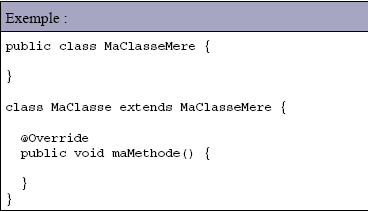 Exemple :
public class MaClasseMere {
}
class MaClasse extends MaClasseMere {
@Override
public void maMethode() {
}
}